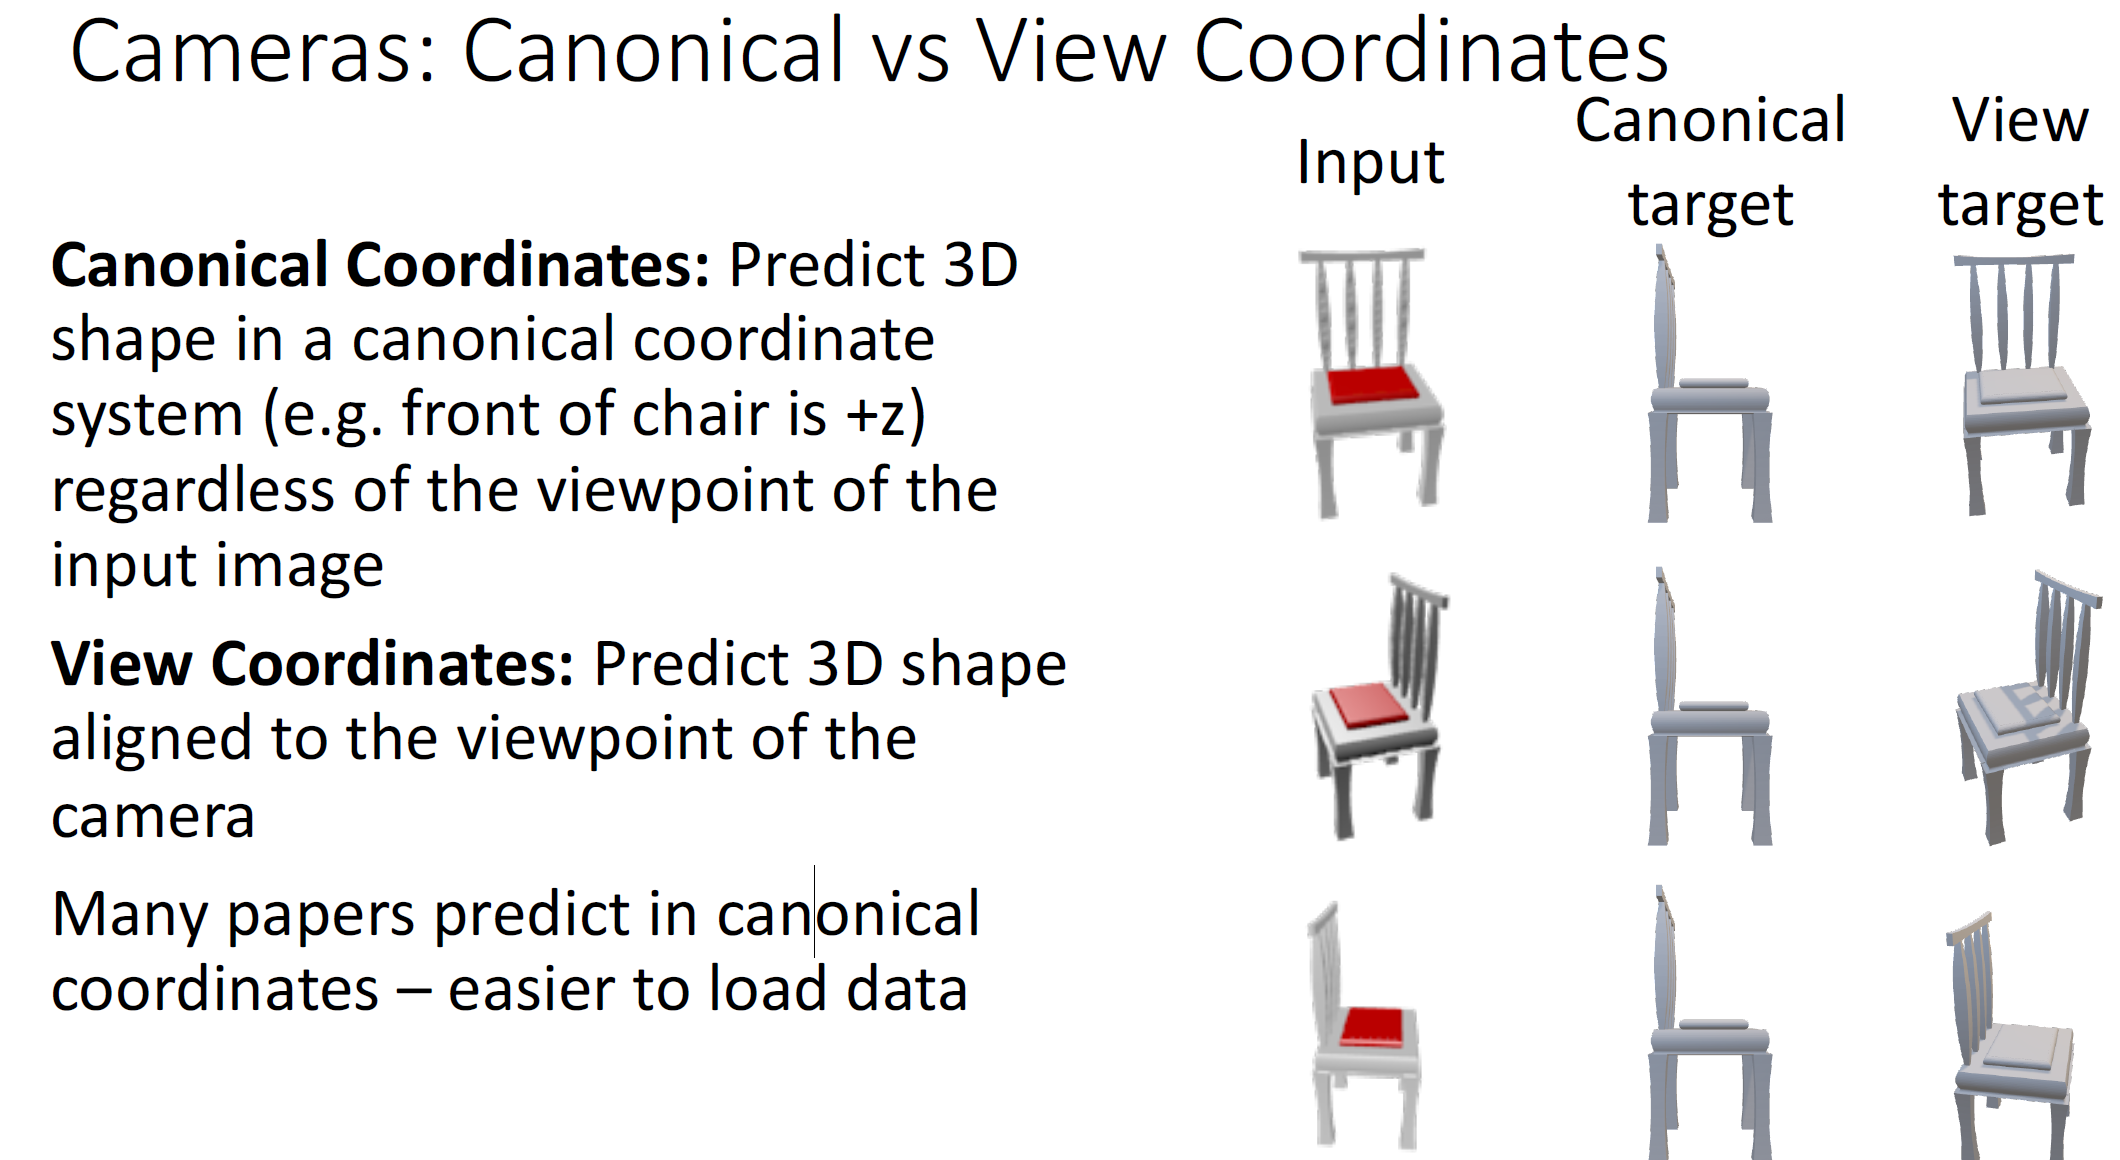 Cameras: Canonical vs View Coordinates
Input
Canonical
target
View
target
Canonical Coordinates: Predict 3D
shape in a canonical coordinate
system (e.g. front of chair is +z)
regardless of the viewpoint of the
input image
View Coordinates: Predict 3D shape
aligned to the viewpoint of the
camera
Many papers predict in canonical
coordinates – easier to load data